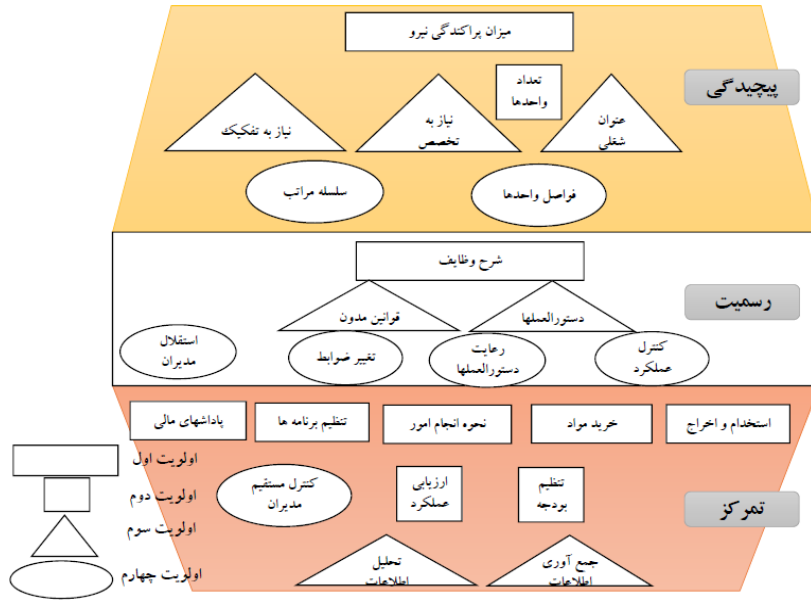 میزان پراکندگی نیرو
پیچیدگی
تعداد
واحدها
عنوان
شغلی
نیاز به
تخصص
نیاز به تفکیک
فواصل واحدها
سلسله مراتب
شرح وظایف
رسمیت
دستورالعملها
قوانین مدون
کنترل
عملکرد
رعایت
دستورالعملها
تغییر ضوابط
استقلال
مدیران
استخدام و اخراج
خرید مواد
نحوه انجام امور
تنظیم برنامه ها
پاداشهای مالی
تمرکز
تنظیم
بودجه
ارزیابی
عملکرد
کنترل مستقیم
مدیران
جمع آوری
اطلاعات
تحلیل
اطلاعات
اولویت اول
اولویت دوم
اولویت سوم
اولویت چهارم